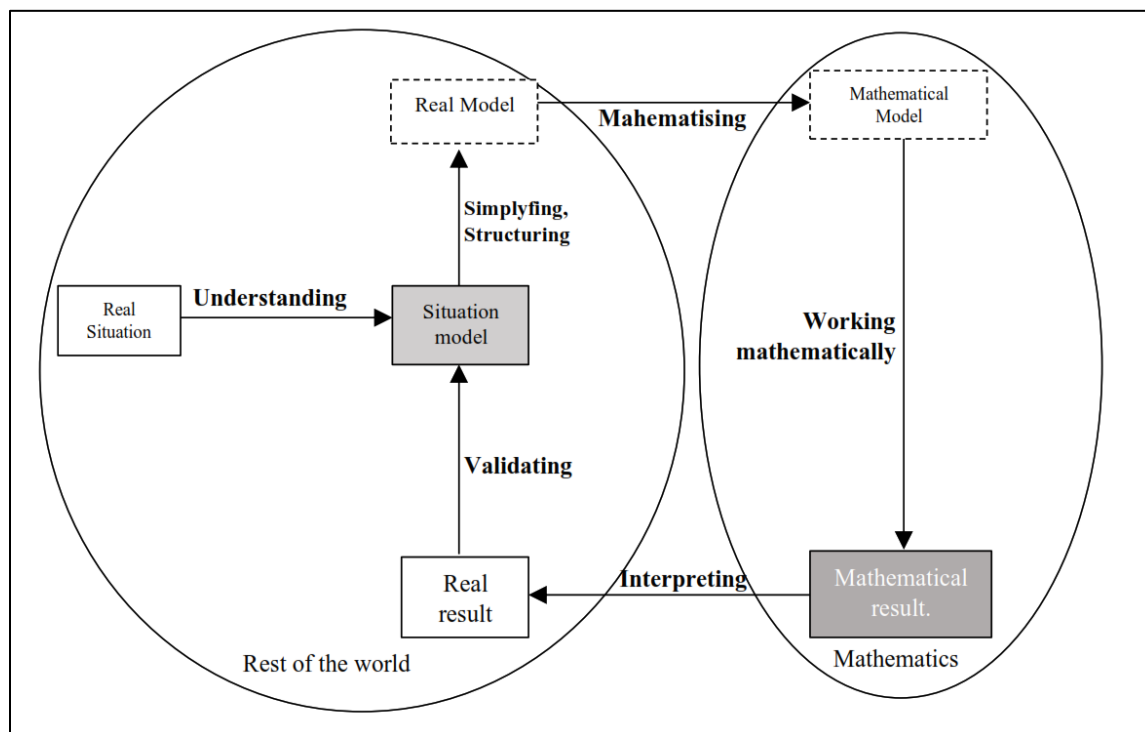 Real Model
Mahematising
Mathematical
Model
Simplyfing,
Structuring
Real
Situation
Understanding
Situation
model
Working
mathematically
Validating
Real
result
Interpreting
Mathematical
result.
Rest of the world
Mathematics